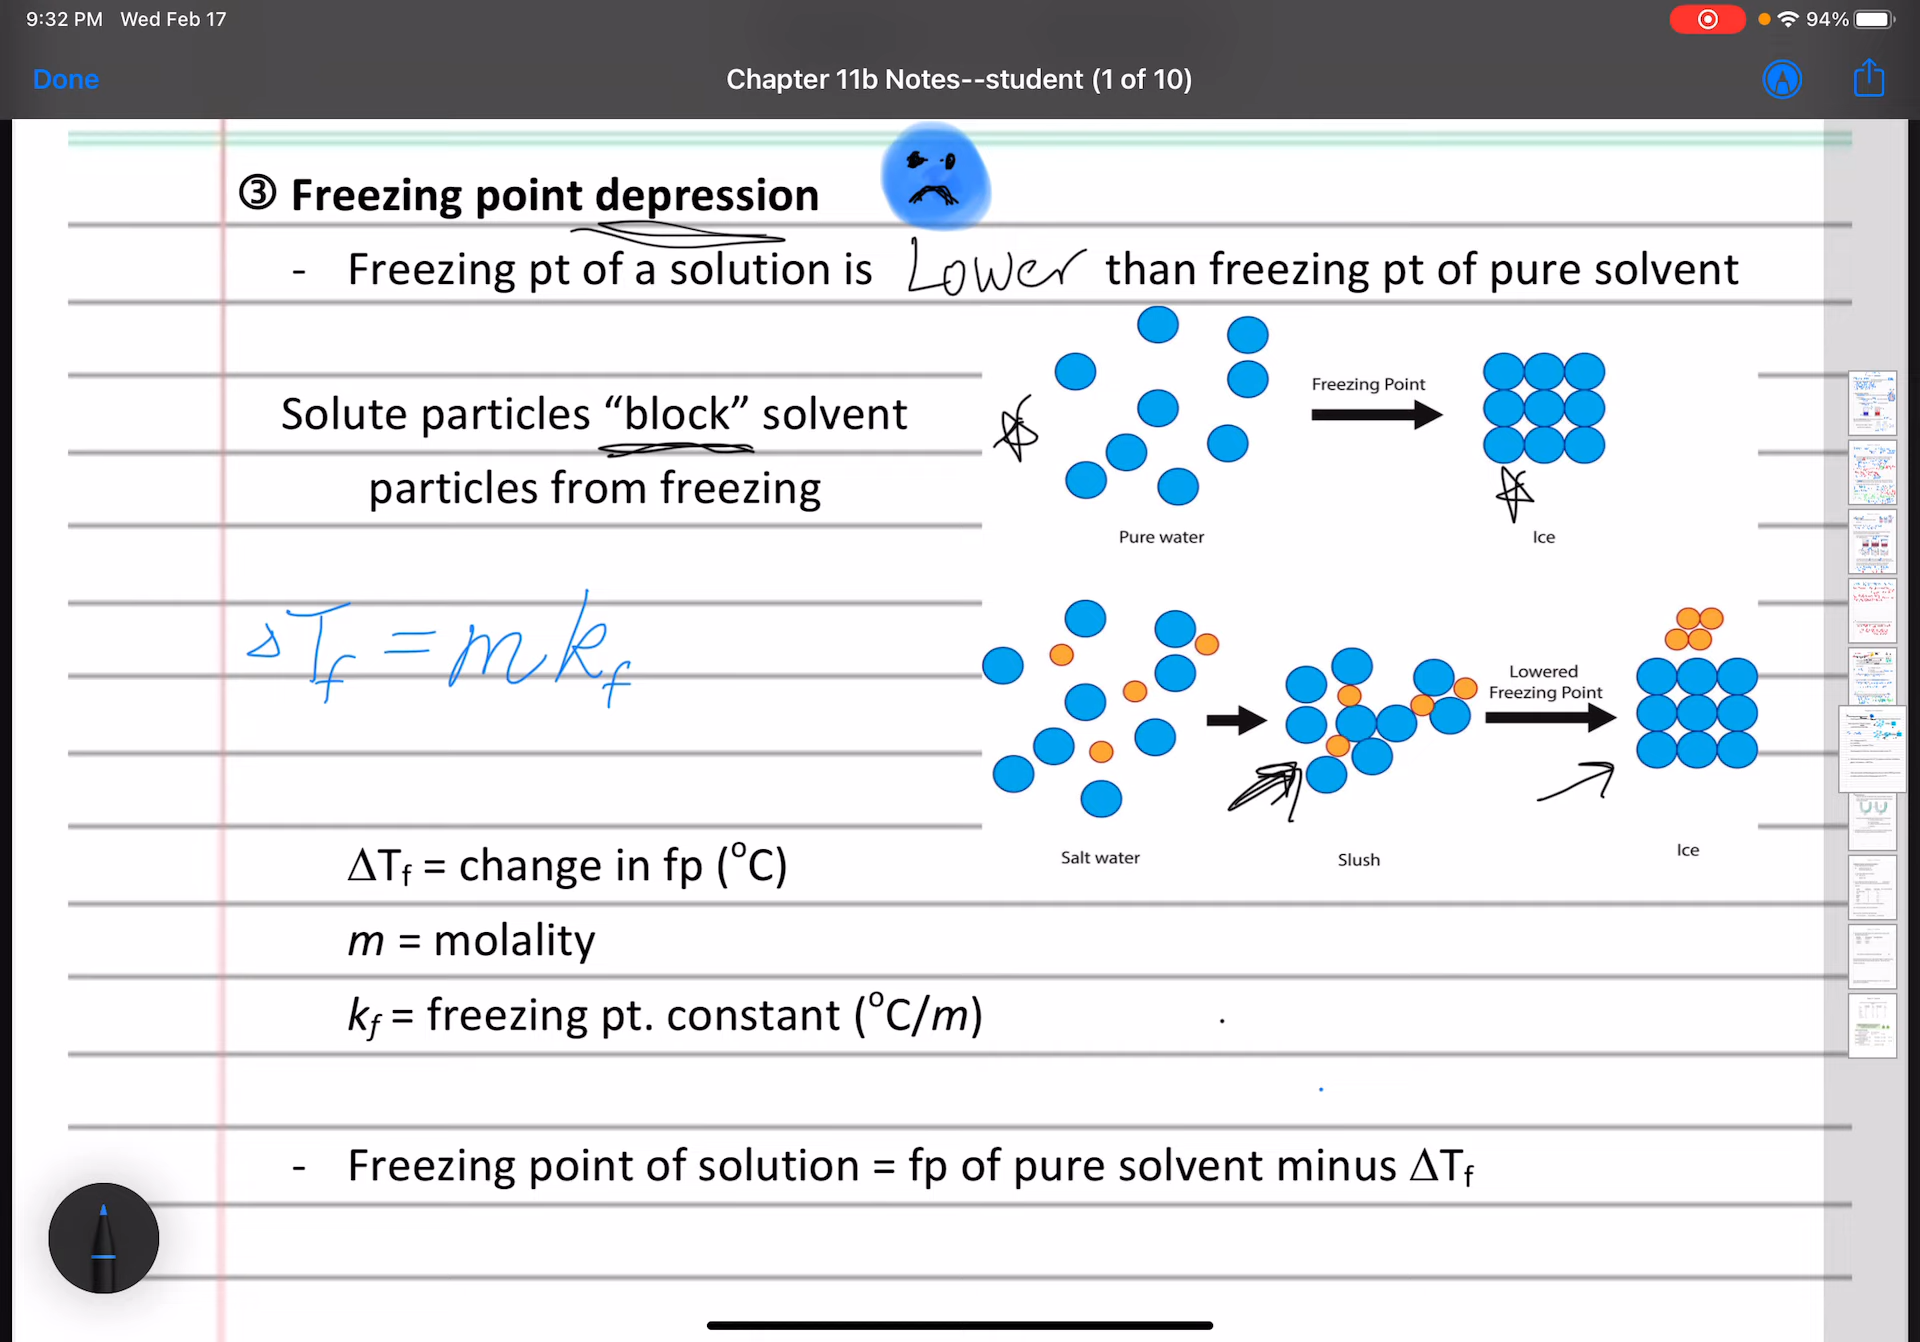 9:32 PM Wed Feb 17
94%
Done
Chapter 11b Notes--student (1 of 10)
③ Freezing point depression
- Freezing pt of a solution is Lower than freezing pt of pure solvent
Solute particles “block” solvent
particles from freezing
Freezing Point
Pure water
Ice
ΔTf = m kf
Lowered
Freezing Point
Salt water
Slush
Ice
ΔTf = change in fp (°C)
m = molality
kf = freezing pt. constant (°C/m)
- Freezing point of solution = fp of pure solvent minus ΔTf